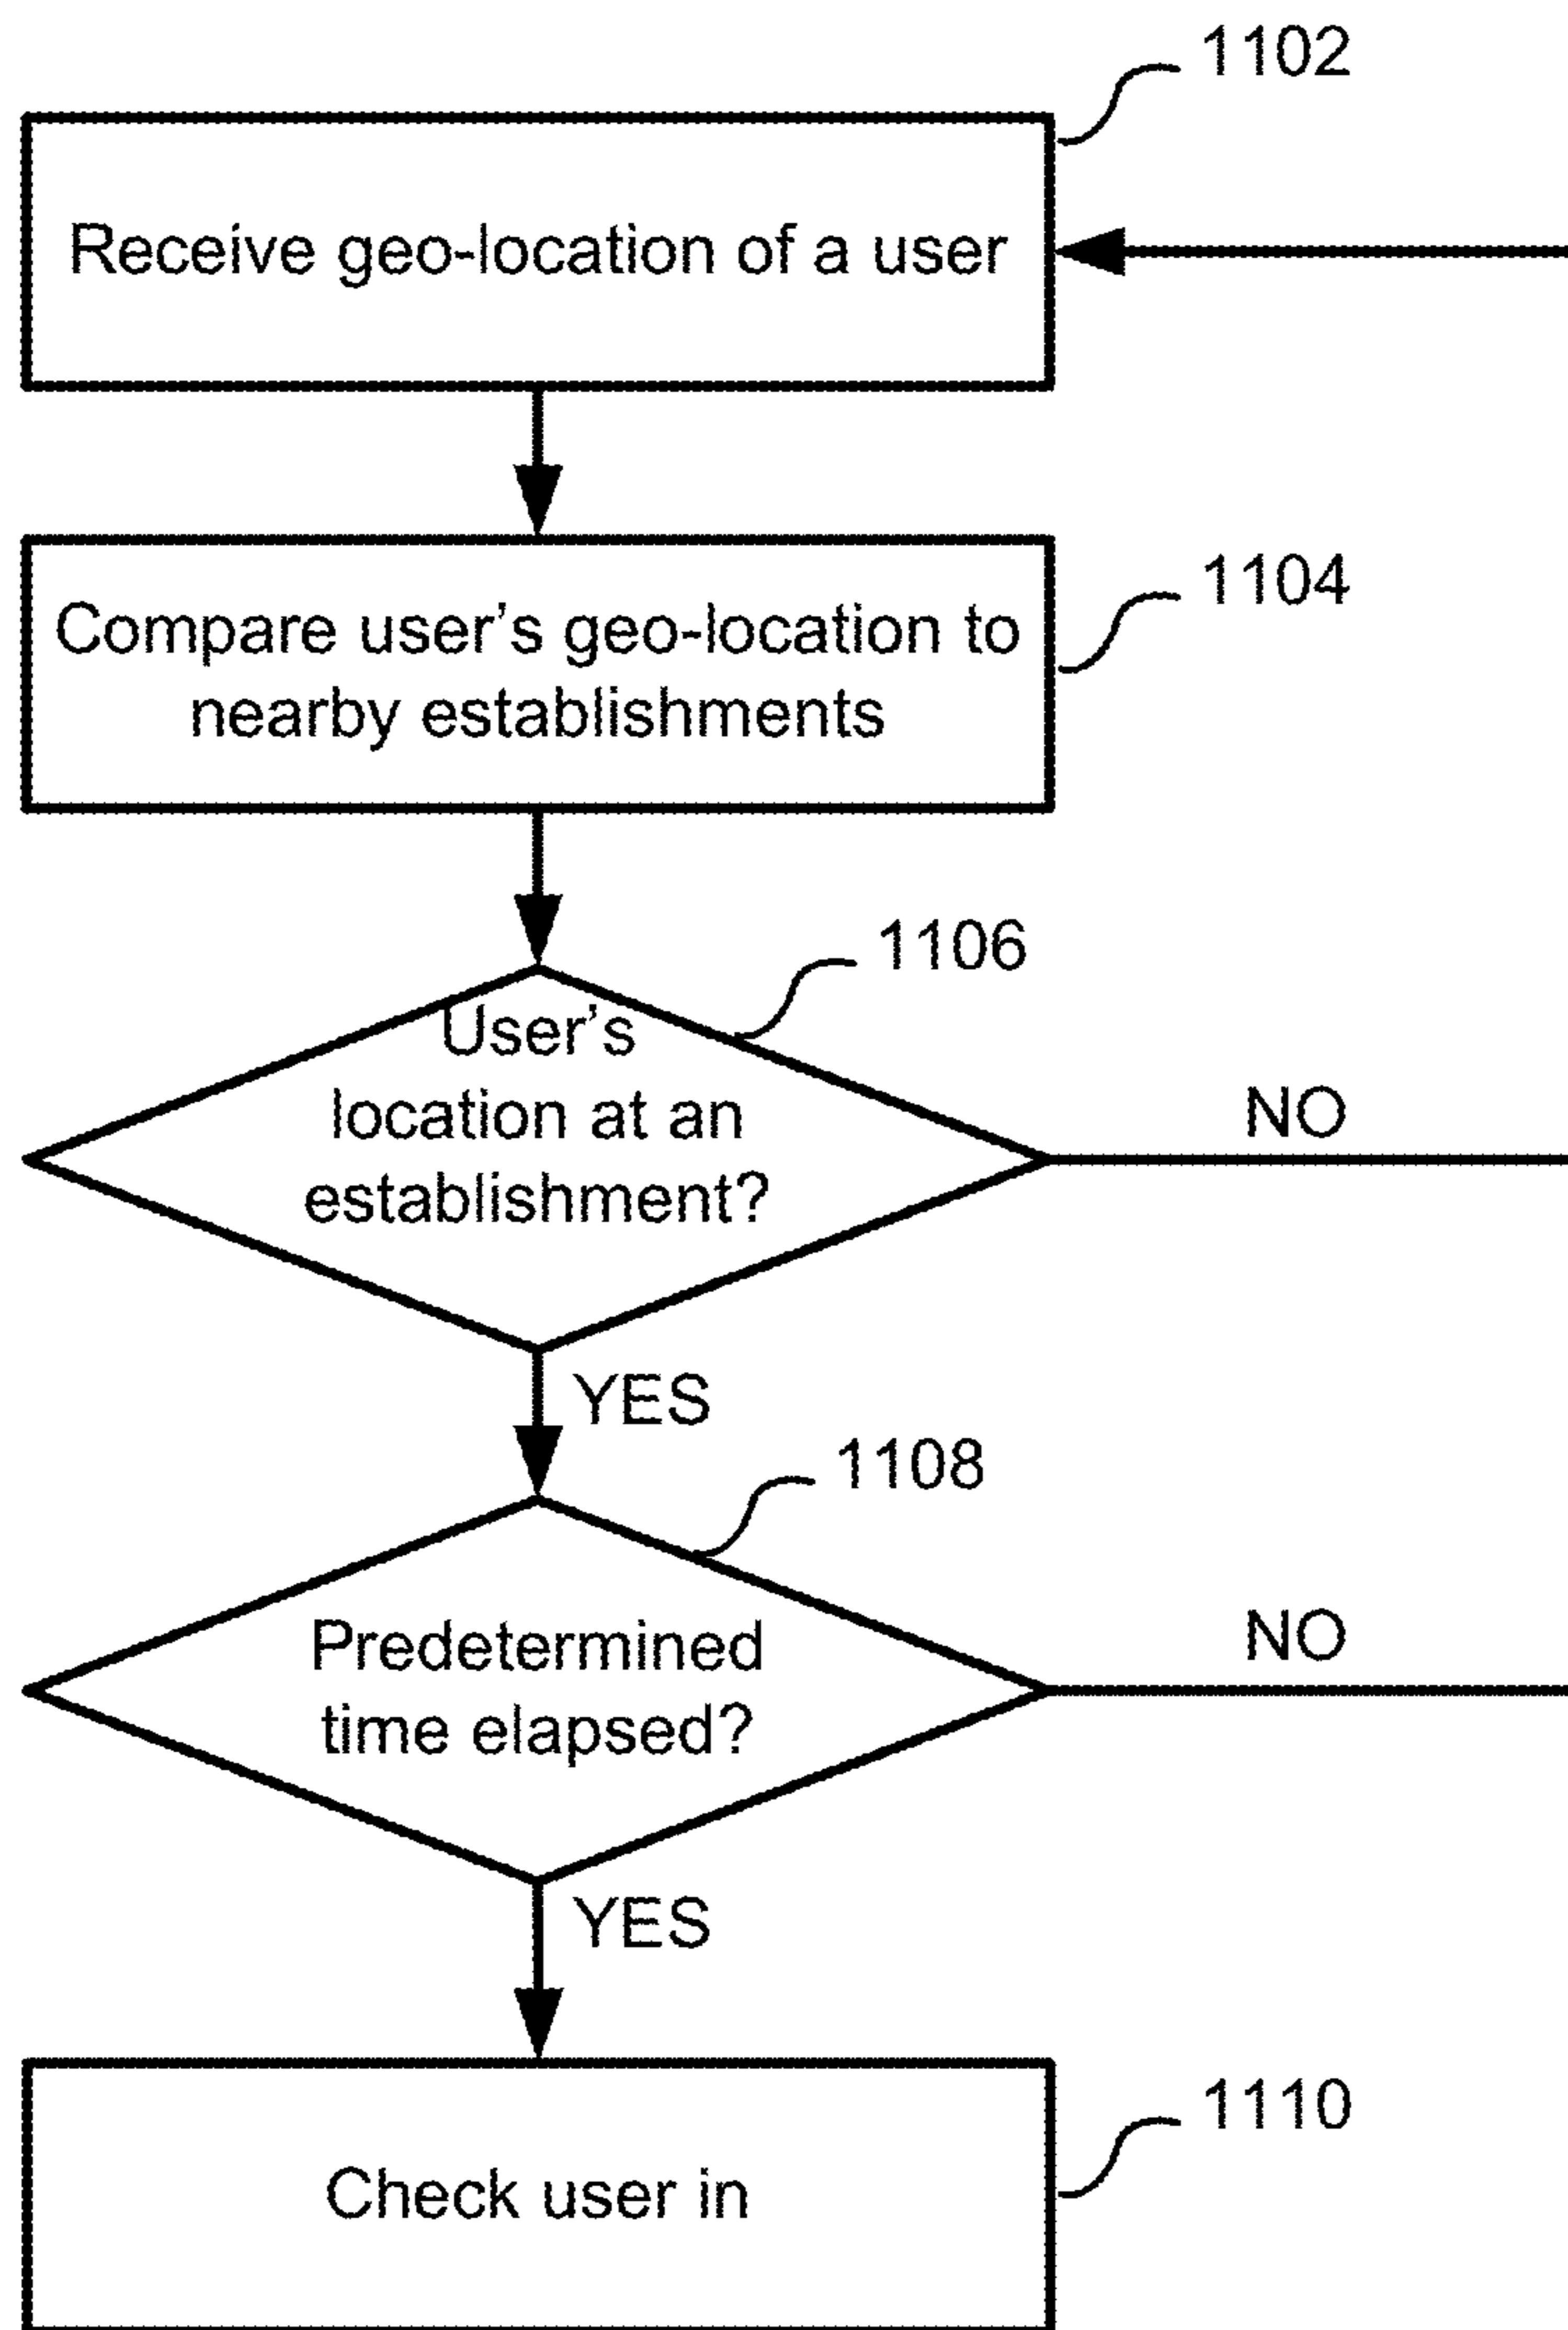 1102
Receive geo-location of a user
1104
Compare user’s geo-location to
nearby establishments
1106
User’s
location at an
establishment?
NO
YES
1108
Predetermined
time elapsed?
NO
YES
1110
Check user in